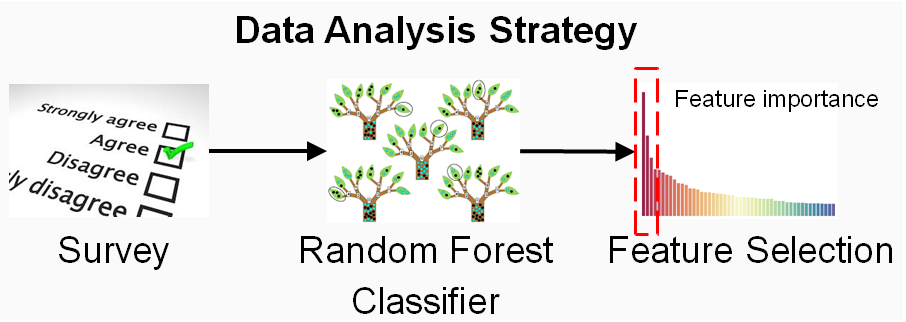 Data Analysis Strategy
Strongly agree
Agree
Disagree
ly disagree
Feature importance
Survey
Random Forest
Classifier
Feature Selection